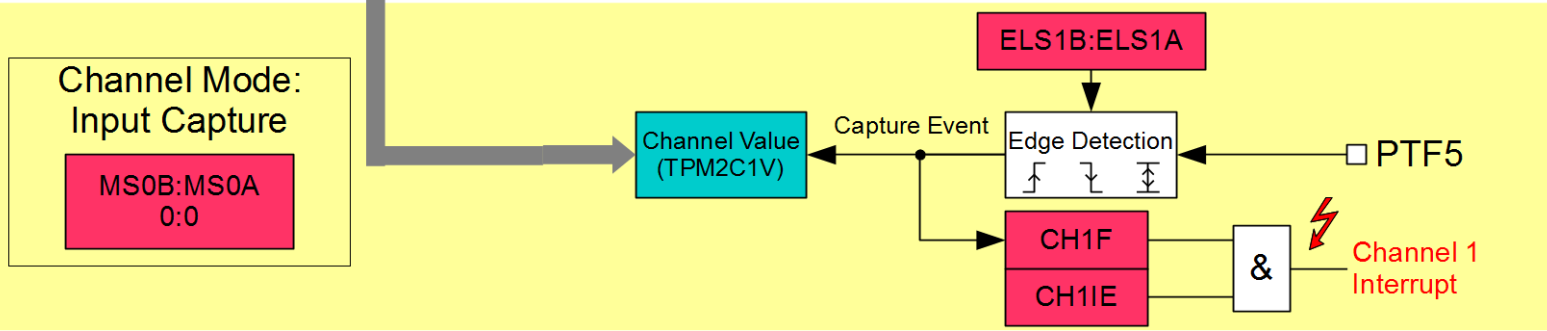 Channel Mode:
Input Capture
MS0B:MS0A
0:0
ELS1B:ELS1A
Channel Value
(TPM2C1V)
Capture Event
Edge Detection
PTF5
CH1F
CH1IE
&
Channel 1
Interrupt